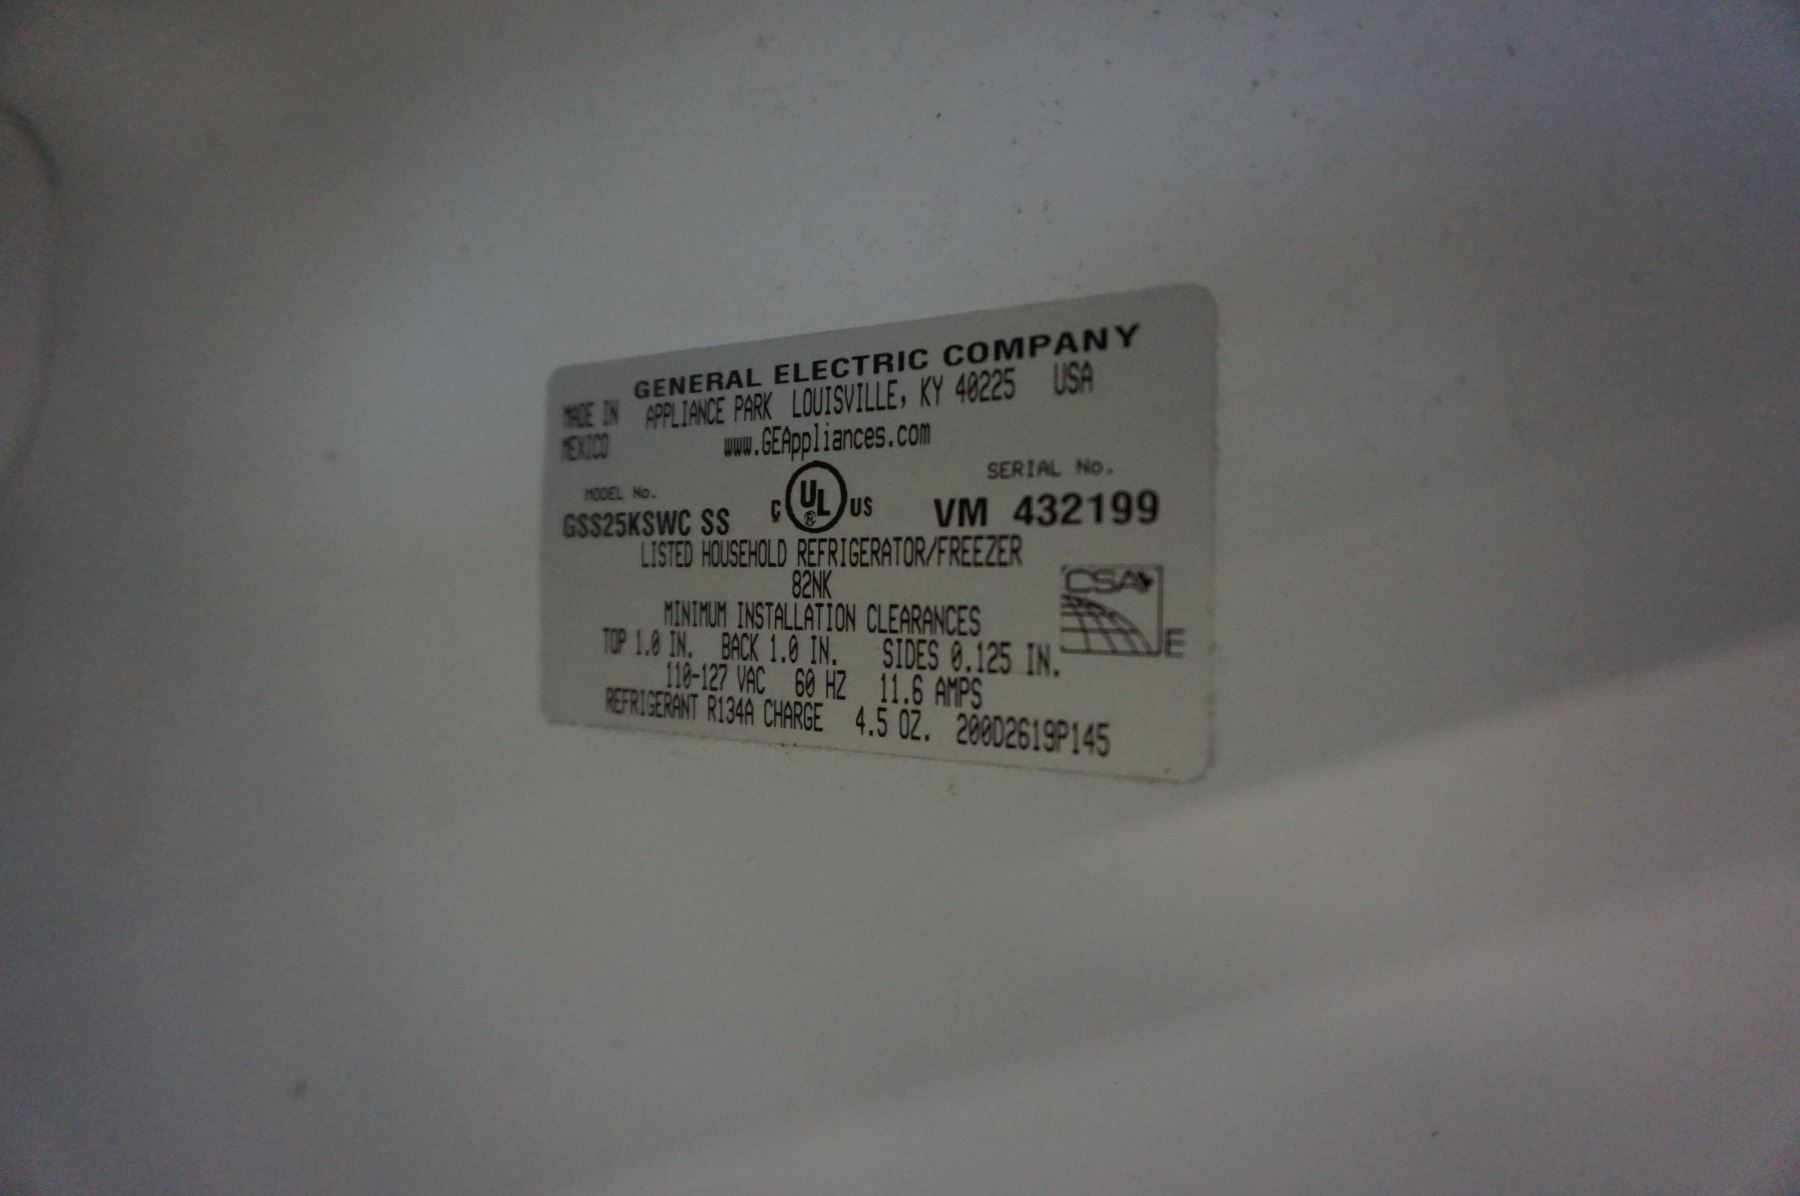 GENERAL ELECTRIC COMPANY
MADE IN MEXICO
APPLIANCE PARK LOUISVILLE, KY 40225 USA
www.GEAppliances.com
MODEL No.
GSS25KSWC SS
C UL ® US
SERIAL No.
VM 432199
LISTED HOUSEHOLD REFRIGERATOR/FREEZER
82NK
MINIMUM INSTALLATION CLEARANCES
TOP 1.0 IN. BACK 1.0 IN. SIDES 0.125 IN.
110-127 VAC 60 HZ 11.6 AMPS
REFRIGERANT R134A CHARGE 4.5 OZ. 200D2619P145
CSA
E